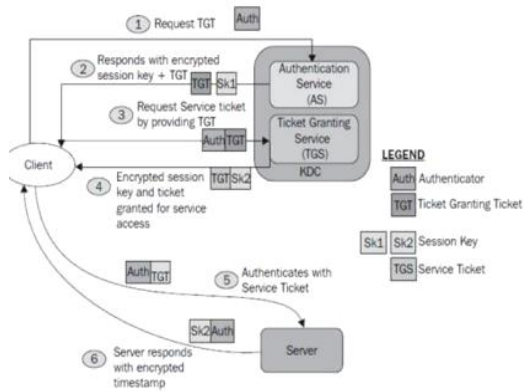 1 Request TGT Auth
2 Responds with encrypted
session key + TGT TGT Sk1
Authentication
Service
(AS)
3 Request Service ticket
by providing TGT
Auth TGT
Ticket Granting
Service
(TGS)
KDC
Client
4 Encrypted session
key and ticket
granted for service
access
TGT Sk2
LEGEND
Auth Authenticator
TGT Ticket Granting Ticket
Sk1 Sk2 Session Key
TGS Service Ticket
Auth TGT
5 Authenticates with
Service Ticket
Sk2 Auth
Server
6 Server responds
with encrypted
timestamp